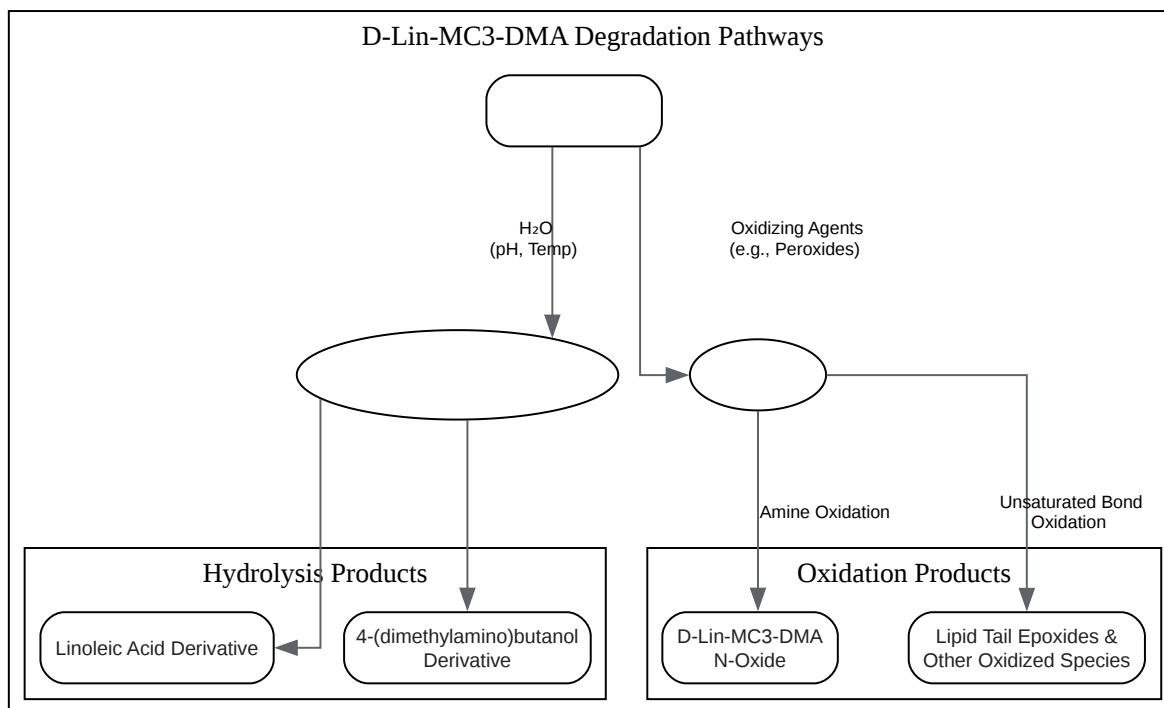 D-Lin-MC3-DMA Degradation Pathways
H₂O
(pH, Temp)
Oxidizing Agents
(e.g., Peroxides)
Amine Oxidation
Unsaturated Bond
Oxidation
Hydrolysis Products
Linoleic Acid Derivative
4-(dimethylamino)butanol
Derivative
Oxidation Products
D-Lin-MC3-DMA
N-Oxide
Lipid Tail Epoxides &
Other Oxidized Species